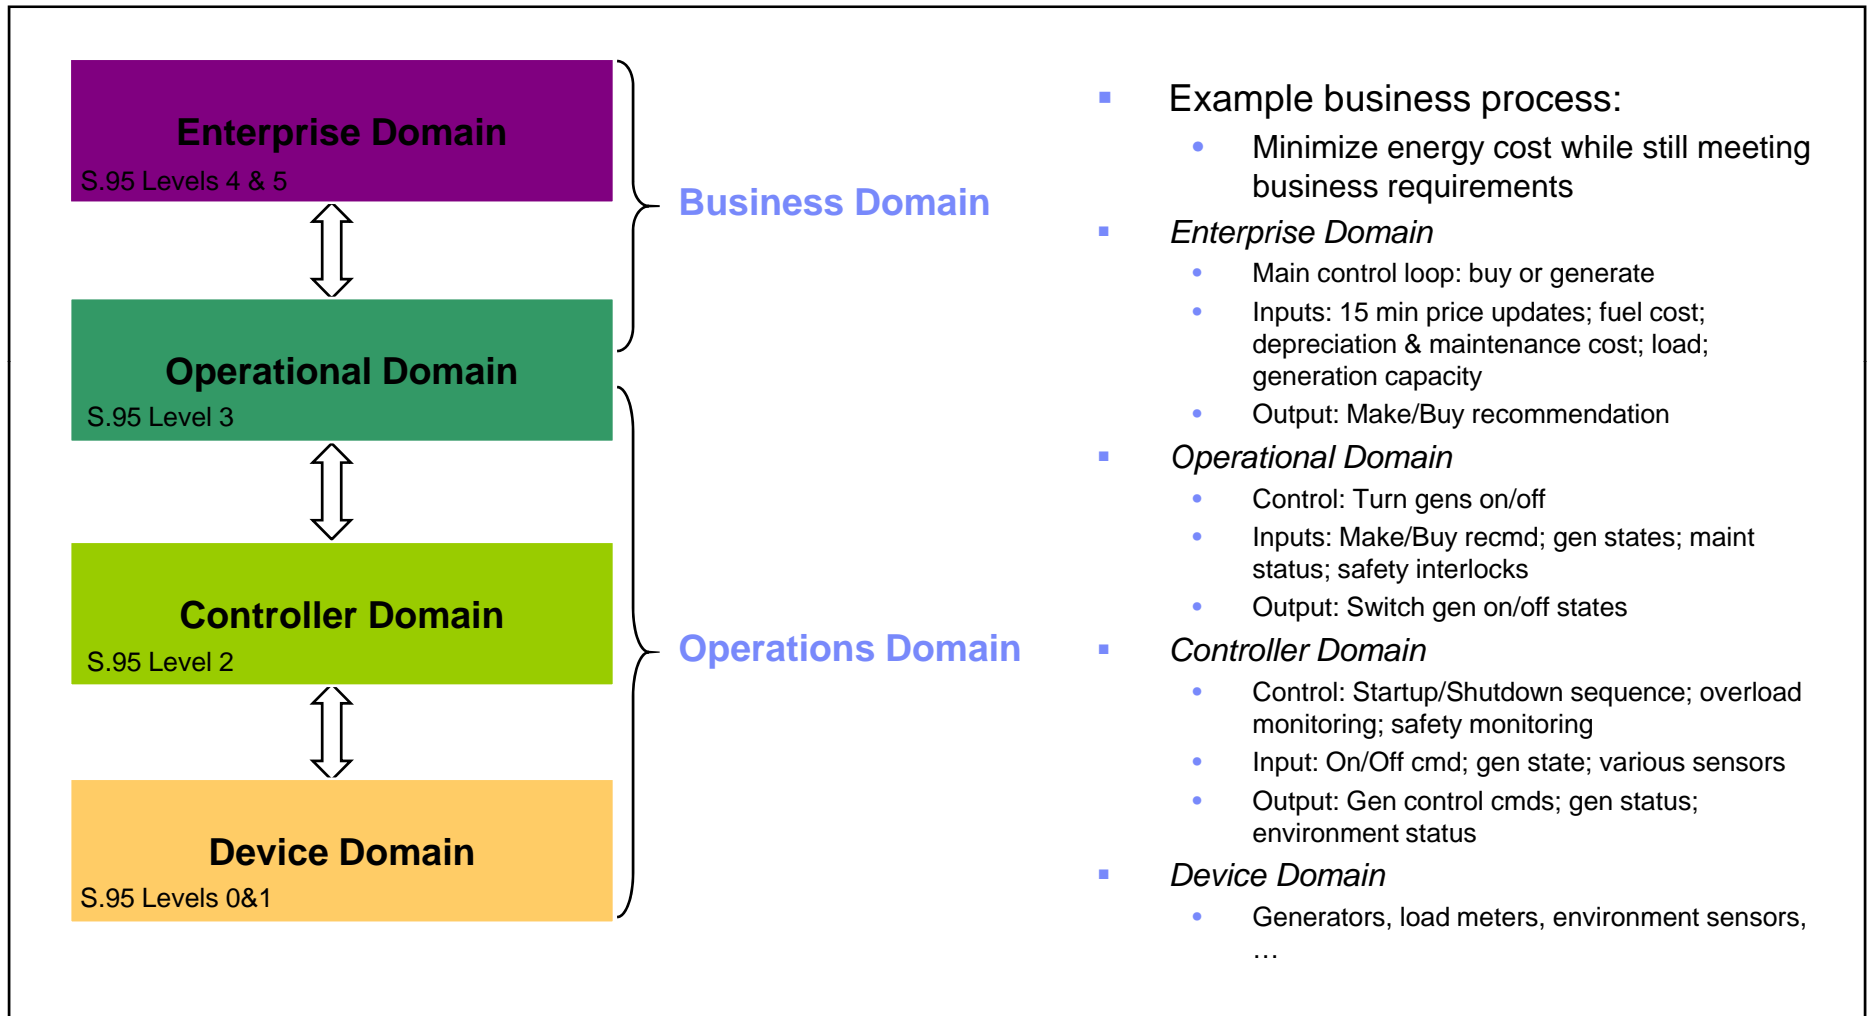 Enterprise Domain
S.95 Levels 4 & 5
Operational Domain
S.95 Level 3
Controller Domain
S.95 Level 2
Device Domain
S.95 Levels 0&1
Business Domain
Operations Domain
Example business process:
Minimize energy cost while still meeting
business requirements
Enterprise Domain
Main control loop: buy or generate
Inputs: 15 min price updates; fuel cost;
depreciation & maintenance cost; load;
generation capacity
Output: Make/Buy recommendation
Operational Domain
Control: Turn gens on/off
Inputs: Make/Buy recmd; gen states; maint
status; safety interlocks
Output: Switch gen on/off states
Controller Domain
Control: Startup/Shutdown sequence; overload
monitoring; safety monitoring
Input: On/Off cmd; gen state; various sensors
Output: Gen control cmds; gen status;
environment status
Device Domain
Generators, load meters, environment sensors,
…